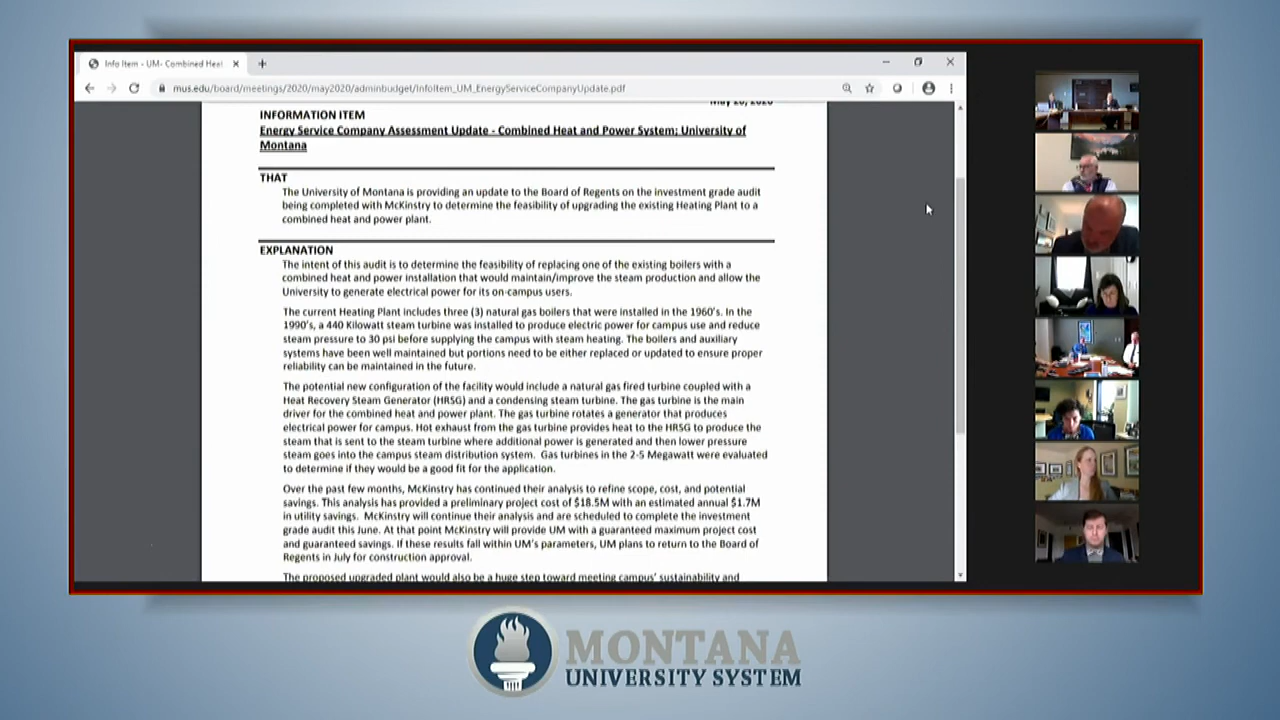 Info Item - UM- Combined Heat
mus.edu/board/meetings/2020/may2020/adminbudget/InfoItem_UM_EnergyServiceCompanyUpdate.pdf
INFORMATION ITEM
Energy Service Company Assessment Update - Combined Heat and Power System; University of
Montana
THAT
The University of Montana is providing an update to the Board of Regents on the investment grade audit
being completed with McKinstry to determine the feasibility of upgrading the existing Heating Plant to a
combined heat and power plant.
EXPLANATION
The intent of this audit is to determine the feasibility of replacing one of the existing boilers with a
combined heat and power installation that would maintain/improve the steam production and allow the
University to generate electrical power for its on-campus users.
The current Heating Plant includes three (3) natural gas boilers that were installed in the 1960's. In the
1990's, a 440 Kilowatt steam turbine was installed to produce electric power for campus use and reduce
steam pressure to 30 psi before supplying the campus with steam heating. The boilers and auxiliary
systems have been well maintained but portions need to be either replaced or updated to ensure proper
reliability can be maintained in the future.
The potential new configuration of the facility would include a natural gas fired turbine coupled with a
Heat Recovery Steam Generator (HRSG) and a condensing steam turbine. The gas turbine is the main
driver for the combined heat and power plant. The gas turbine rotates a generator that produces
electrical power for campus. Hot exhaust from the gas turbine provides heat to the HRSG to produce the
steam that is sent to the steam turbine where additional power is generated and then lower pressure
steam goes into the campus steam distribution system. Gas turbines in the 2-5 Megawatt were evaluated
to determine if they would be a good fit for the application.
Over the past few months, McKinstry has continued their analysis to refine scope, cost, and potential
savings. This analysis has provided a preliminary project cost of $18.5M with an estimated annual $1.7M
in utility savings. McKinstry will continue their analysis and are scheduled to complete the investment
grade audit this June. At that point McKinstry will provide UM with a guaranteed maximum project cost
and guaranteed savings. If these results fall within UM's parameters, UM plans to return to the Board of
Regents in July for construction approval.
The proposed upgraded plant would also be a huge step toward meeting campus' sustainability and
MONTANA
UNIVERSITY SYSTEM